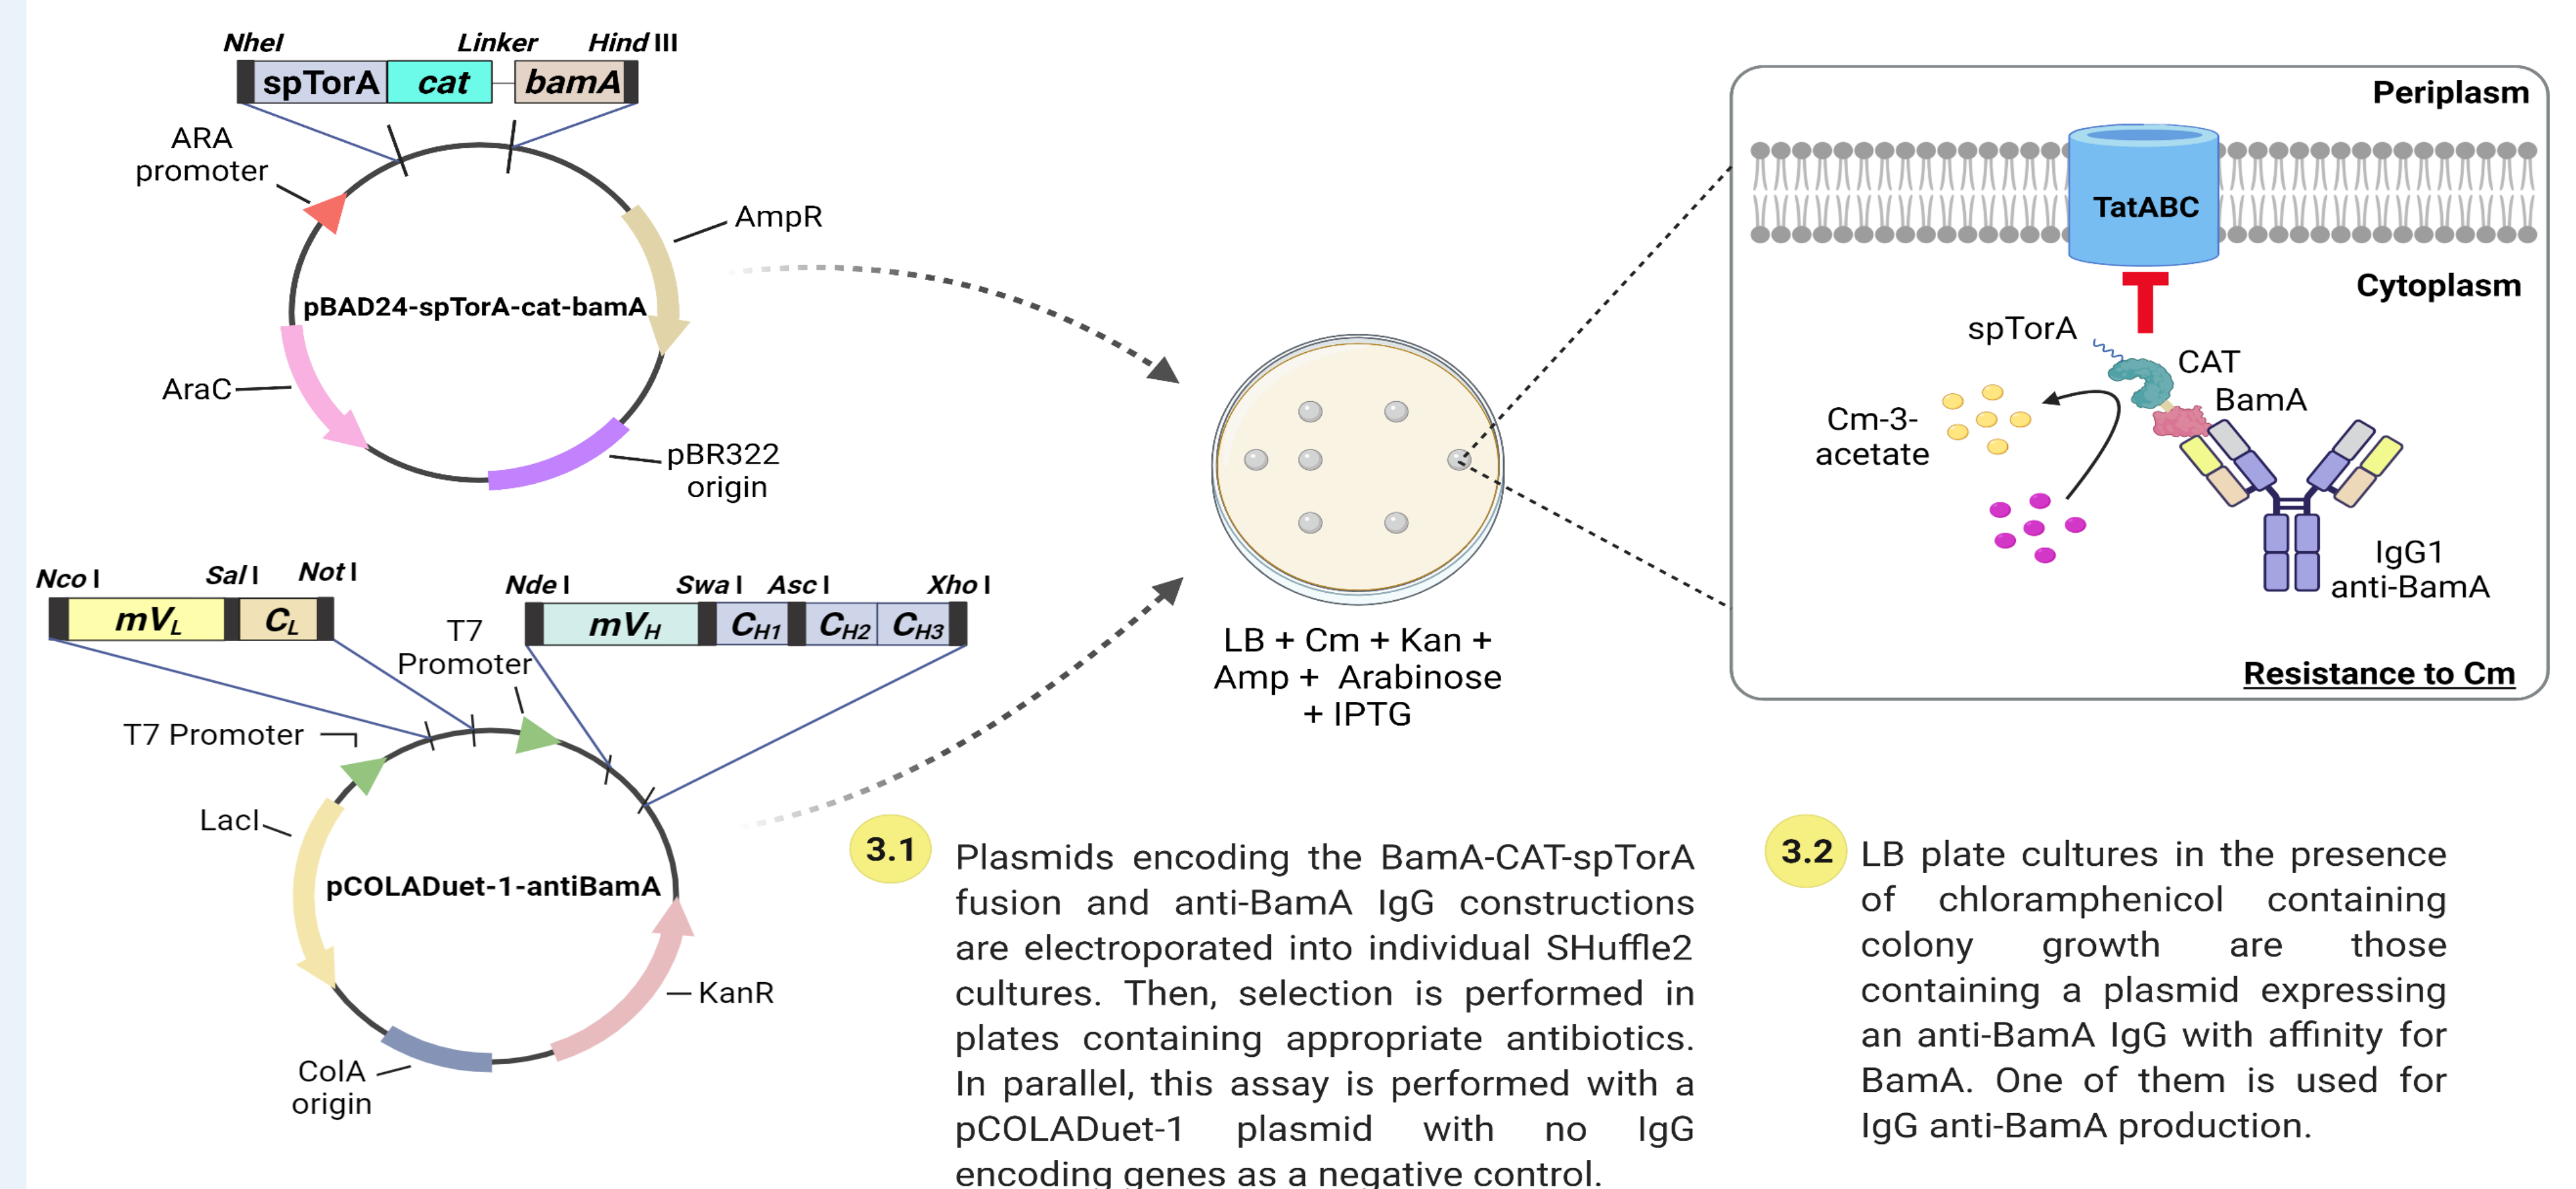 NheI Linker Hind III
spTorA cat bamA
ARA
promoter
AmpR
pBAD24-spTorA-cat-bamA
AraC
pBR322
origin
Nco I Sal I Not I
mVL CL
Nde I Swa I Asc I Xho I
mVH CH1 CH2 CH3
T7
Promoter
T7 Promoter
LacI
pCOLADuet-1-antiBamA
KanR
ColA
origin
LB + Cm + Kan +
Amp + Arabinose
+ IPTG
Periplasm
TatABC
Cytoplasm
spTorA
CAT
BamA
Cm-3-
acetate
IgG1
anti-BamA
Resistance to Cm
3.1
Plasmids encoding the BamA-CAT-spTorA
fusion and anti-BamA IgG constructions
are electroporated into individual SHuffle2
cultures. Then, selection is performed in
plates containing appropriate antibiotics.
In parallel, this assay is performed with a
pCOLADuet-1 plasmid with no IgG
encoding genes as a negative control.
3.2
LB plate cultures in the presence
of chloramphenicol containing
colony growth are those
containing a plasmid expressing
an anti-BamA IgG with affinity for
BamA. One of them is used for
IgG anti-BamA production.